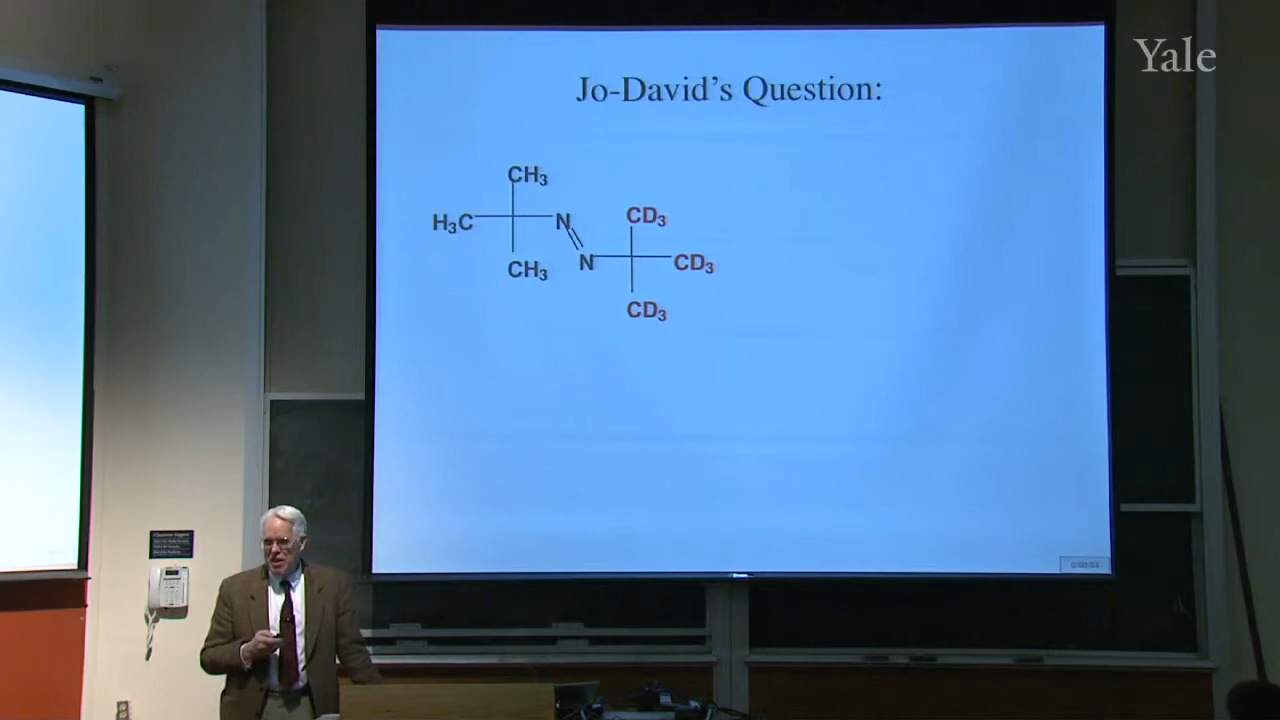 Yale
Jo-David's Question:
CH3
H3C N CD3
N CD3
CH3
CD3